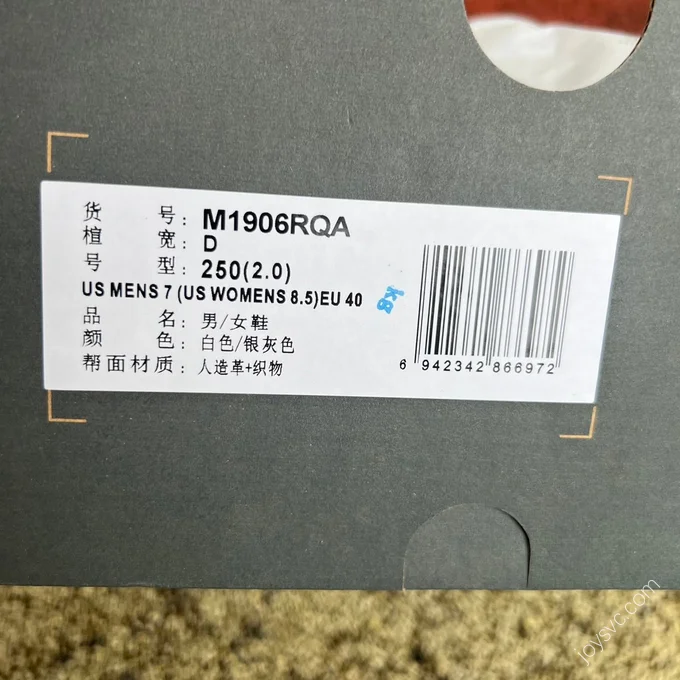 货 号: M1906RQA
楦 宽: D
号 型: 250(2.0)
US MENS 7 (US WOMENS 8.5)EU 40
品 名: 男/女鞋
颜 色: 白色/银灰色
帮面材质: 人造革+织物
kg
6 942342 866972
joysvc.com